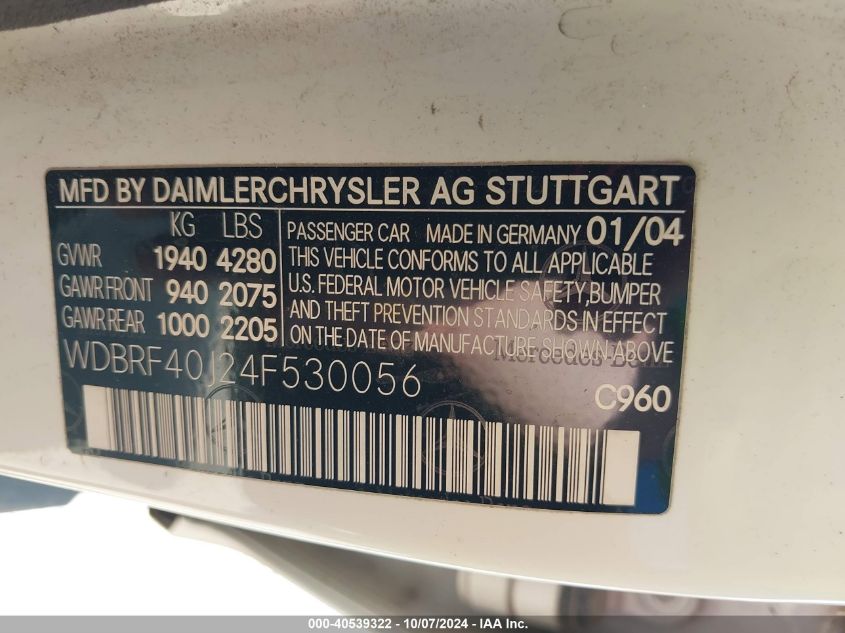 MFD BY DAIMLERCHRYSLER AG STUTTGART
KG LBS
GVWR 1940 4280
GAWR FRONT 940 2075
GAWR REAR 1000 2205
PASSENGER CAR MADE IN GERMANY 01/04
THIS VEHICLE CONFORMS TO ALL APPLICABLE
U.S. FEDERAL MOTOR VEHICLE SAFETY, BUMPER
AND THEFT PREVENTION STANDARDS IN EFFECT
ON THE DATE OF MANUFACTURE SHOWN ABOVE
Mercedes-Benz
WDBRF40J24F530056
C960
000-40539322 - 10/07/2024 - IAA Inc.